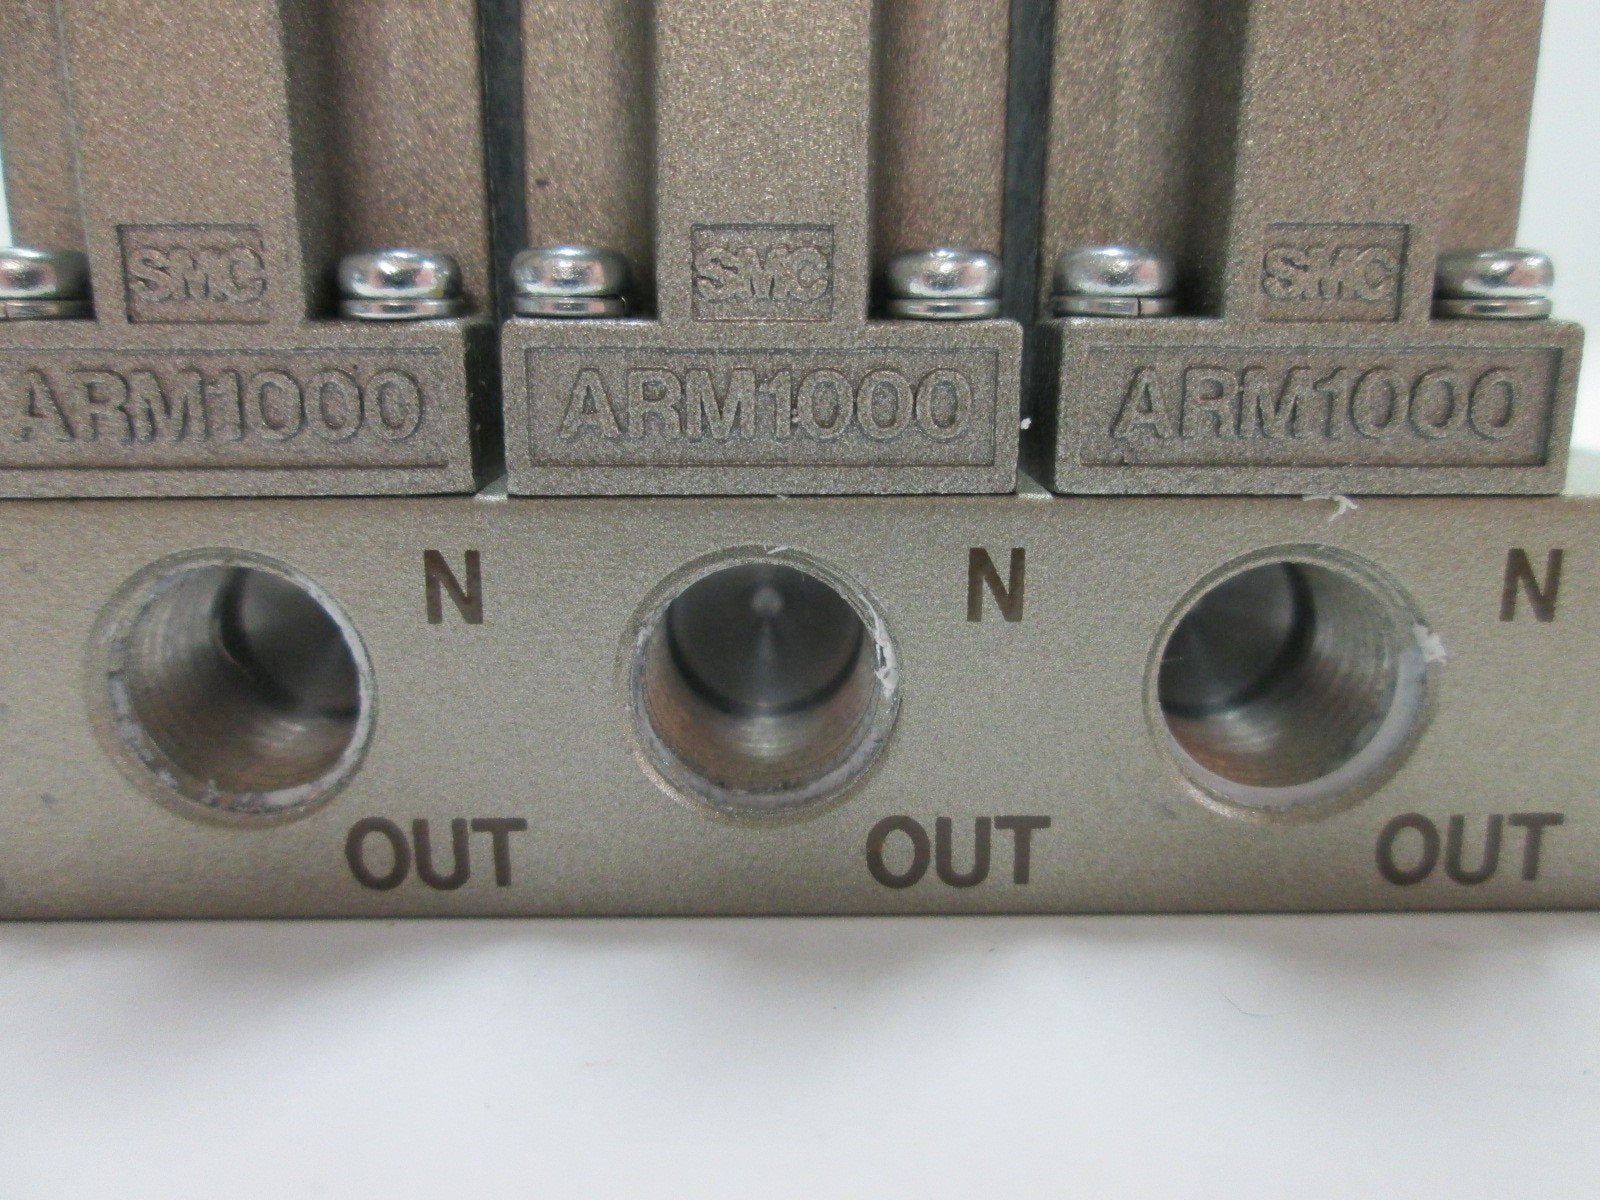 SMC SMC SMC
ARM1000 ARM1000 ARM1000
N N N
OUT OUT OUT